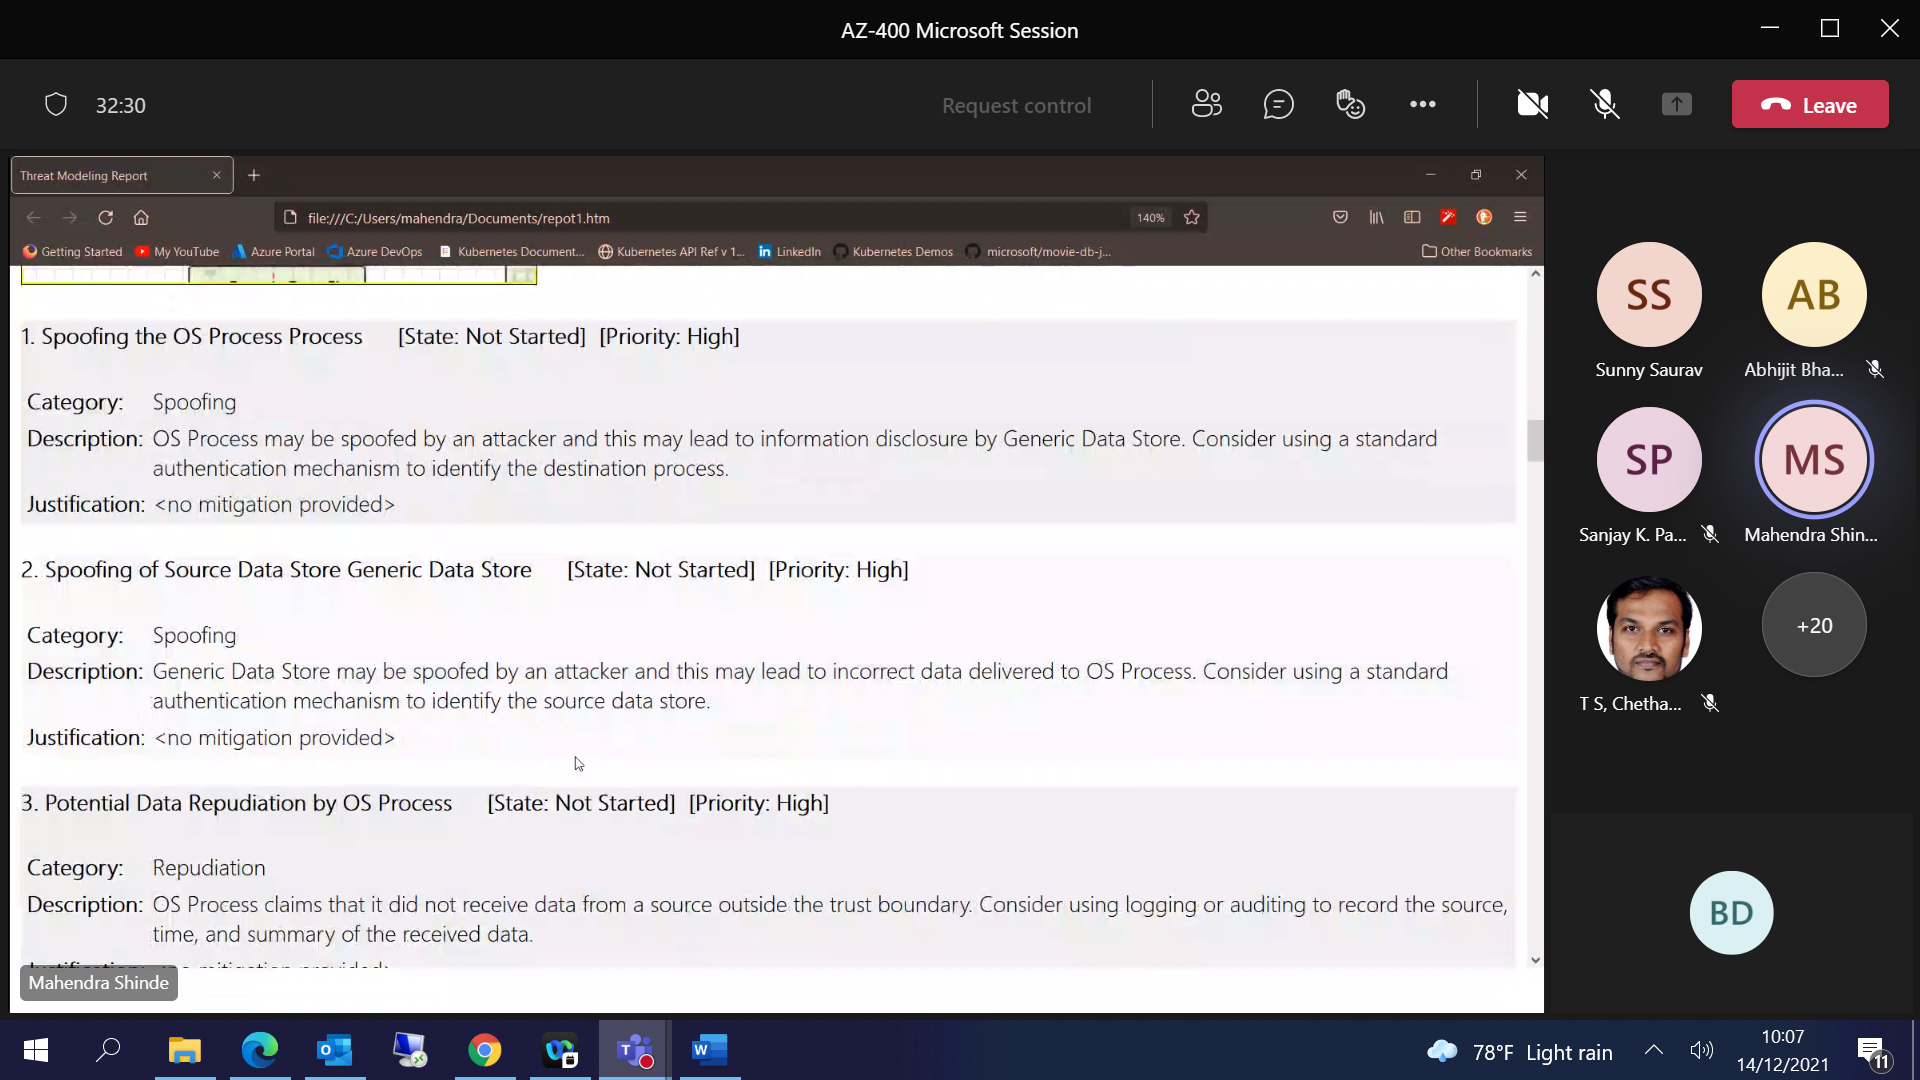 AZ-400 Microsoft Session
32:30
Request control
Leave
Threat Modeling Report
file:///C:/Users/mahendra/Documents/repot1.htm
140%
Getting Started
My YouTube
Azure Portal
Azure DevOps
Kubernetes Document...
Kubernetes API Ref v 1...
LinkedIn
Kubernetes Demos
microsoft/movie-db-j...
Other Bookmarks
1. Spoofing the OS Process Process [State: Not Started] [Priority: High]
Category: Spoofing
Description: OS Process may be spoofed by an attacker and this may lead to information disclosure by Generic Data Store. Consider using a standard
authentication mechanism to identify the destination process.
Justification: <no mitigation provided>
2. Spoofing of Source Data Store Generic Data Store [State: Not Started] [Priority: High]
Category: Spoofing
Description: Generic Data Store may be spoofed by an attacker and this may lead to incorrect data delivered to OS Process. Consider using a standard
authentication mechanism to identify the source data store.
Justification: <no mitigation provided>
3. Potential Data Repudiation by OS Process [State: Not Started] [Priority: High]
Category: Repudiation
Description: OS Process claims that it did not receive data from a source outside the trust boundary. Consider using logging or auditing to record the source,
time, and summary of the received data.
Mahendra Shinde
SS
Sunny Saurav
AB
Abhijit Bha...
SP
Sanjay K. Pa...
MS
Mahendra Shin...
T S, Chetha...
+20
BD
78°F Light rain
10:07
14/12/2021
11